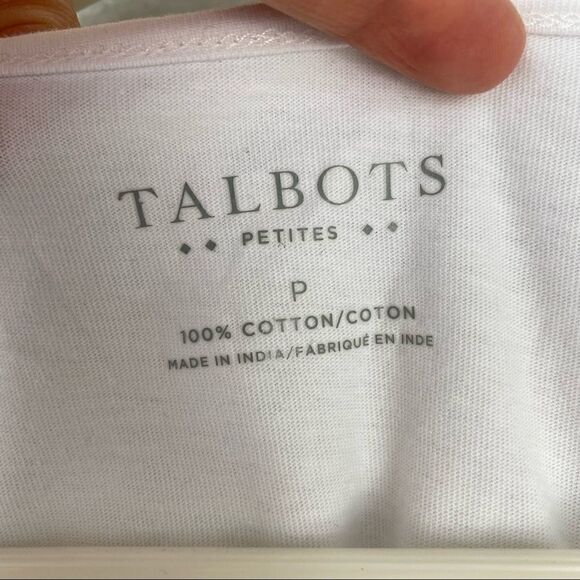 TALBOTS
PETITES
P
100% COTTON/COTON
MADE IN INDIA/FABRIQUÉ EN INDE